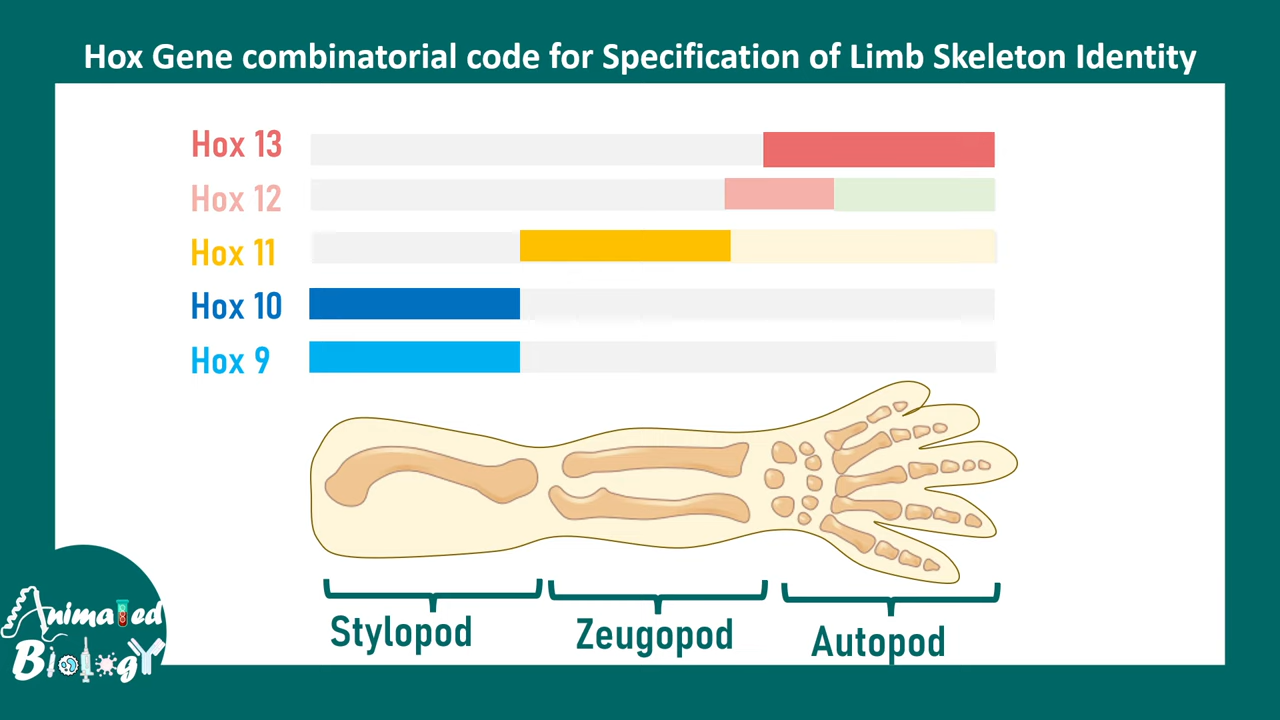 Hox Gene combinatorial code for Specification of Limb Skeleton Identity
Hox 13
Hox 12
Hox 11
Hox 10
Hox 9
Stylopod
Zeugopod
Autopod
Animated
Biology